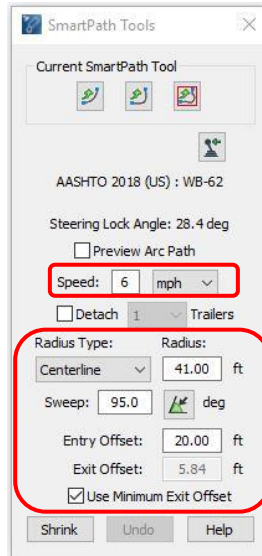 SmartPath Tools
Current SmartPath Tool
AASHTO 2018 (US) : WB-62
Steering Lock Angle: 28.4 deg
Preview Arc Path
Speed: 6 mph
Detach 1 Trailers
Radius Type: Radius:
Centerline 41.00 ft
Sweep: 95.0 deg
Entry Offset: 20.00 ft
Exit Offset: 5.84 ft
Use Minimum Exit Offset
Shrink Undo Help